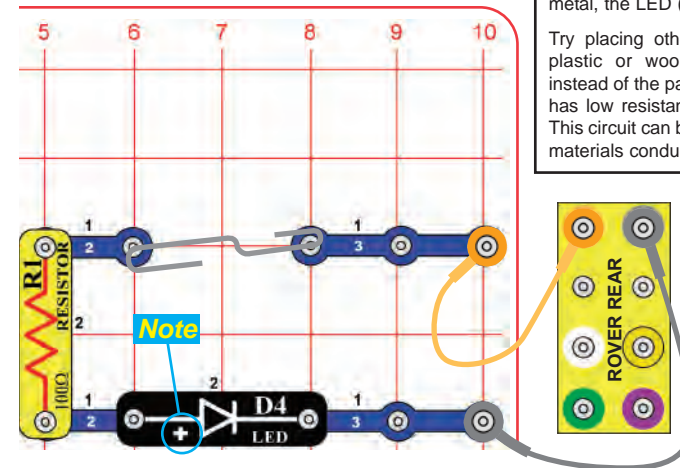 metal, the LED (
Try placing oth
plastic or woo
instead of the pa
has low resistan
This circuit can b
materials condu
5 6 7 8 9 10
1
2
1
3
R1
RESISTOR
100Ω
2
Note
ROVER REAR
1
2
2
D4
LED
+
1
3